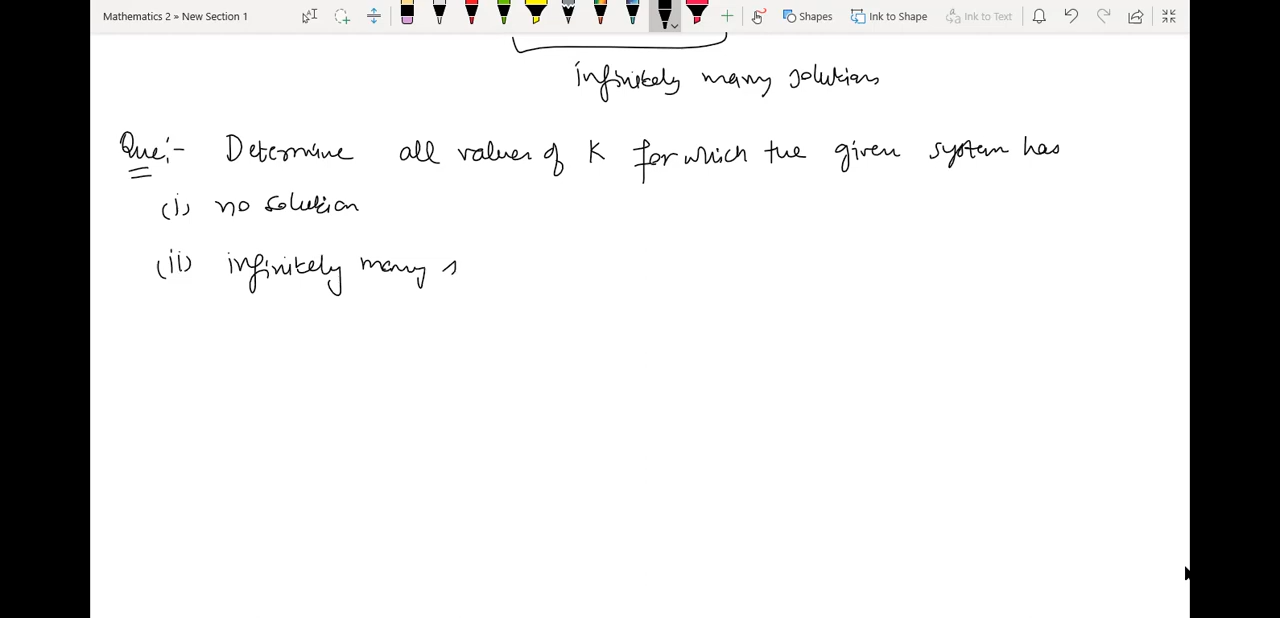 Mathematics 2 » New Section 1
Shapes
Ink to Shape
Ink to Text
infinitely many solutions
Que:- Determine all values of K for which the given system has
(i) no solution
(ii) infinitely many s